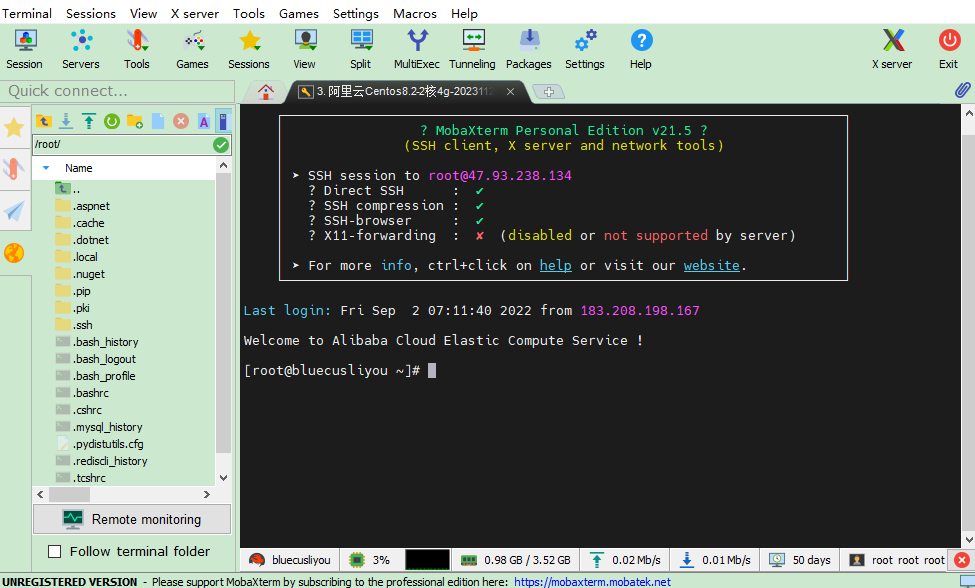 Terminal Sessions View X server Tools Games Settings Macros Help
Session Servers Tools Games Sessions View Split MultiExec Tunneling Packages Settings Help X server Exit
Quick connect...
3. 阿里云Centos8.2-2核4g-202311
/root/
Name
..
.aspnet
.cache
.dotnet
.local
.nuget
.pip
.pki
.ssh
.bash_history
.bash_logout
.bash_profile
.bashrc
.cshrc
.mysql_history
.pydistutils.cfg
.rediscli_history
.tcshrc
Remote monitoring
Follow terminal folder
? MobaXterm Personal Edition v21.5 ?
(SSH client, X server and network tools)
➤ SSH session to root@47.93.238.134
? Direct SSH : ✔
? SSH compression : ✔
? SSH-browser : ✔
? X11-forwarding : ✘ (disabled or not supported by server)
➤ For more info, ctrl+click on help or visit our website.
Last login: Fri Sep 2 07:11:40 2022 from 183.208.198.167
Welcome to Alibaba Cloud Elastic Compute Service !
[root@bluecusliyou ~]#
bluecusliyou 3% 0.98 GB / 3.52 GB 0.02 Mb/s 0.01 Mb/s 50 days root root root
UNREGISTERED VERSION - Please support MobaXterm by subscribing to the professional edition here: https://mobaxterm.mobatek.net